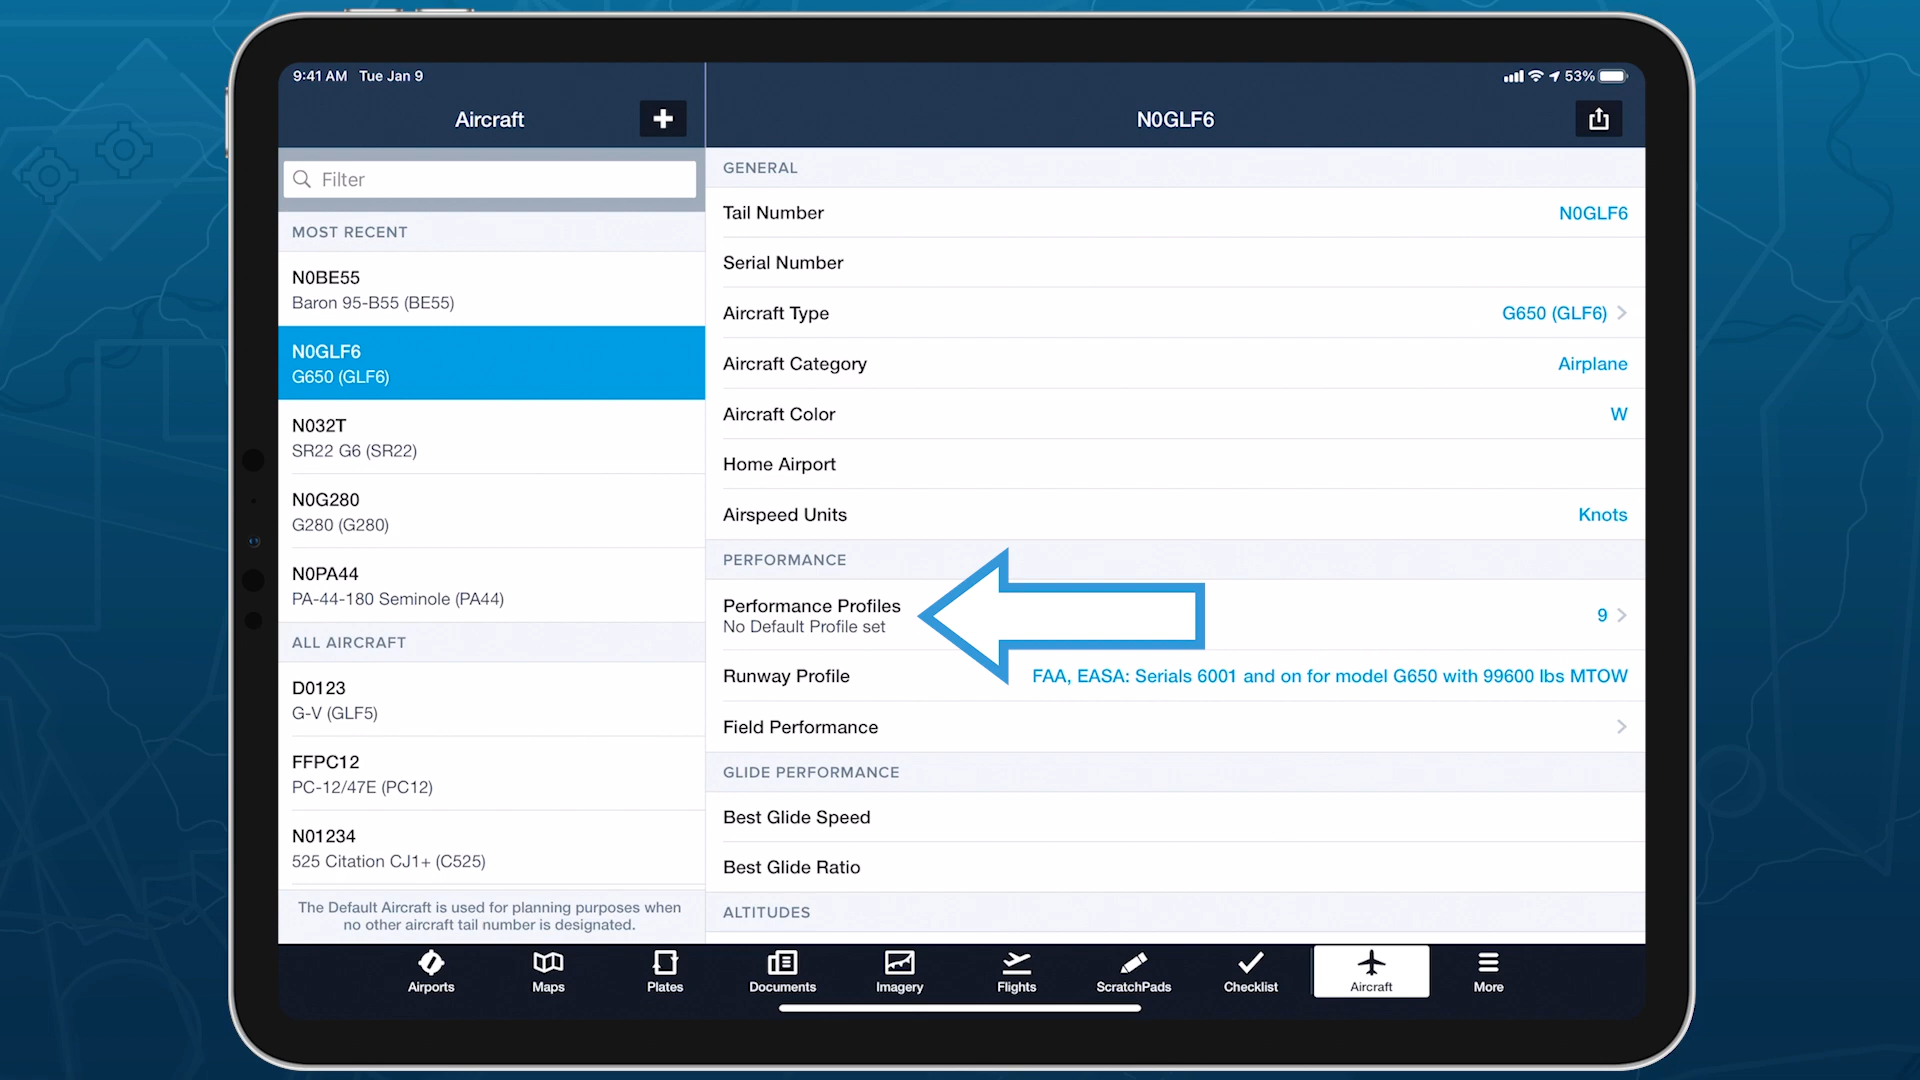 9:41 AM Tue Jan 9
53%
Aircraft
N0GLF6
Filter
MOST RECENT
N0BE55
Baron 95-B55 (BE55)
N0GLF6
G650 (GLF6)
N032T
SR22 G6 (SR22)
N0G280
G280 (G280)
N0PA44
PA-44-180 Seminole (PA44)
ALL AIRCRAFT
D0123
G-V (GLF5)
FFPC12
PC-12/47E (PC12)
N01234
525 Citation CJ1+ (C525)
The Default Aircraft is used for planning purposes when
no other aircraft tail number is designated.
GENERAL
Tail Number N0GLF6
Serial Number
Aircraft Type G650 (GLF6)
Aircraft Category Airplane
Aircraft Color W
Home Airport
Airspeed Units Knots
PERFORMANCE
Performance Profiles 9
No Default Profile set
Runway Profile FAA, EASA: Serials 6001 and on for model G650 with 99600 lbs MTOW
Field Performance
GLIDE PERFORMANCE
Best Glide Speed
Best Glide Ratio
ALTITUDES
Airports Maps Plates Documents Imagery Flights ScratchPads Checklist Aircraft More